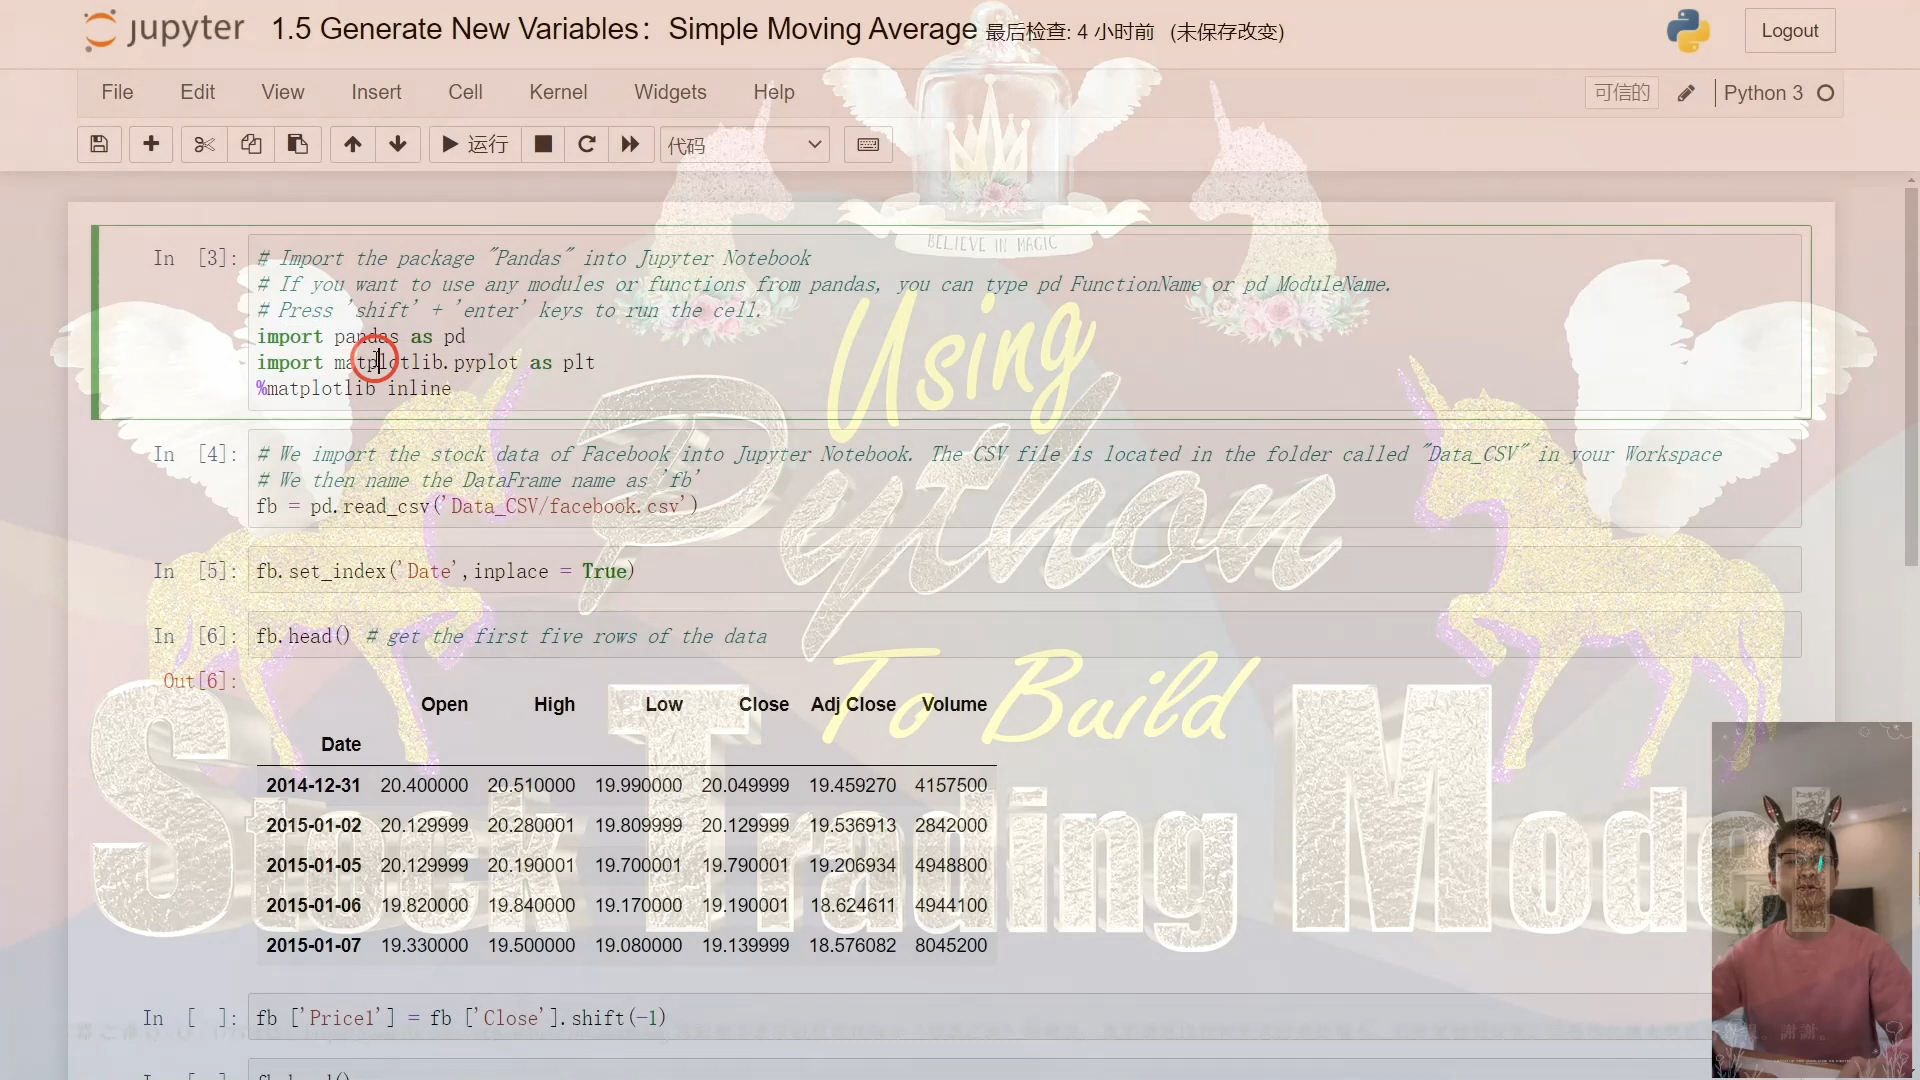 jupyter 1.5 Generate New Variables：Simple Moving Average 最后检查: 4 小时前 (未保存改变) Logout
File Edit View Insert Cell Kernel Widgets Help 可信的 Python 3
运行 代码
BELIEVE IN MAGIC
In [3]: # Import the package "Pandas" into Jupyter Notebook
# If you want to use any modules or functions from pandas, you can type pd FunctionName or pd ModuleName.
# Press 'shift' + 'enter' keys to run the cell.
import pandas as pd
import matplotlib.pyplot as plt
%matplotlib inline
Using
Python
To Build
Stock Trading Mode
In [4]: # We import the stock data of Facebook into Jupyter Notebook. The CSV file is located in the folder called "Data_CSV" in your Workspace
# We then name the DataFrame name as 'fb'
fb = pd.read_csv('Data_CSV/facebook.csv')
In [5]: fb.set_index('Date',inplace = True)
In [6]: fb.head() # get the first five rows of the data
Out[6]:
Open High Low Close Adj Close Volume
Date
2014-12-31 20.400000 20.510000 19.990000 20.049999 19.459270 4157500
2015-01-02 20.129999 20.280001 19.809999 20.129999 19.536913 2842000
2015-01-05 20.129999 20.190001 19.700001 19.790001 19.206934 4948800
2015-01-06 19.820000 19.840000 19.170000 19.190001 18.624611 4944100
2015-01-07 19.330000 19.500000 19.080000 19.139999 18.576082 8045200
In [ ]: fb ['Price1'] = fb ['Close'].shift(-1)
謝謝。